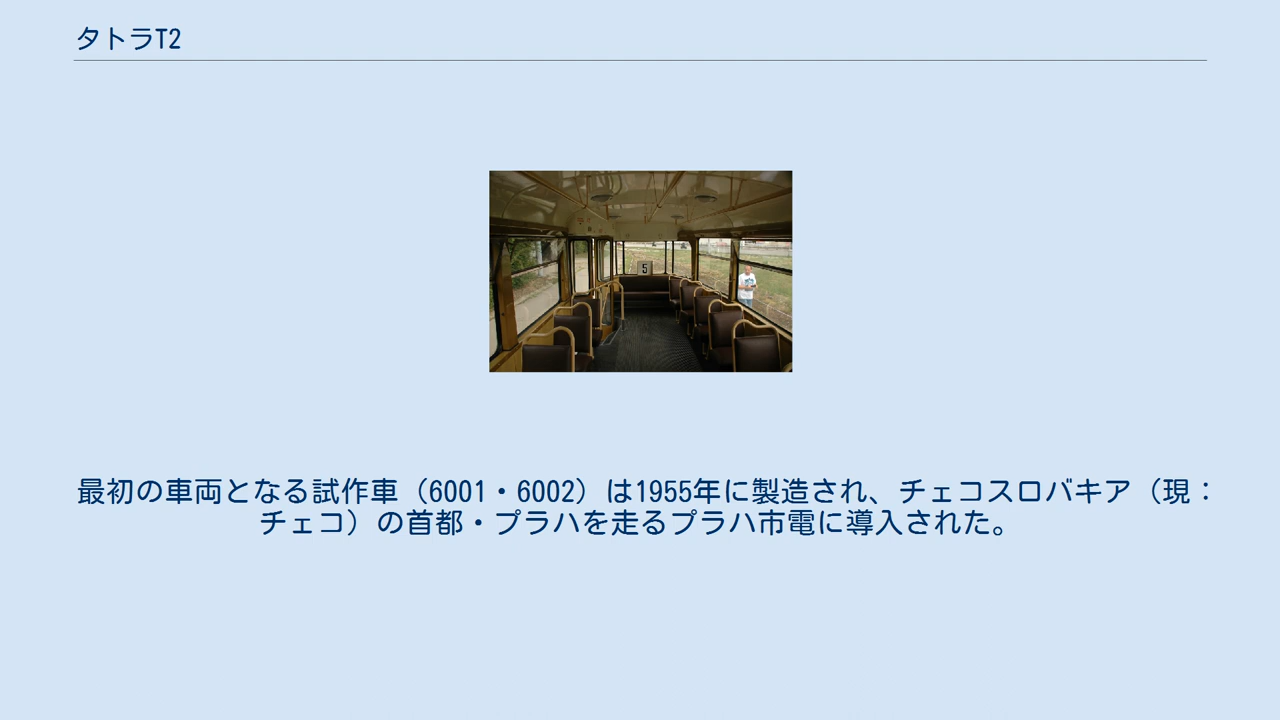 タトラT2
5
最初の車両となる試作車（6001・6002）は1955年に製造され、チェコスロバキア（現：
チェコ）の首都・プラハを走るプラハ市電に導入された。